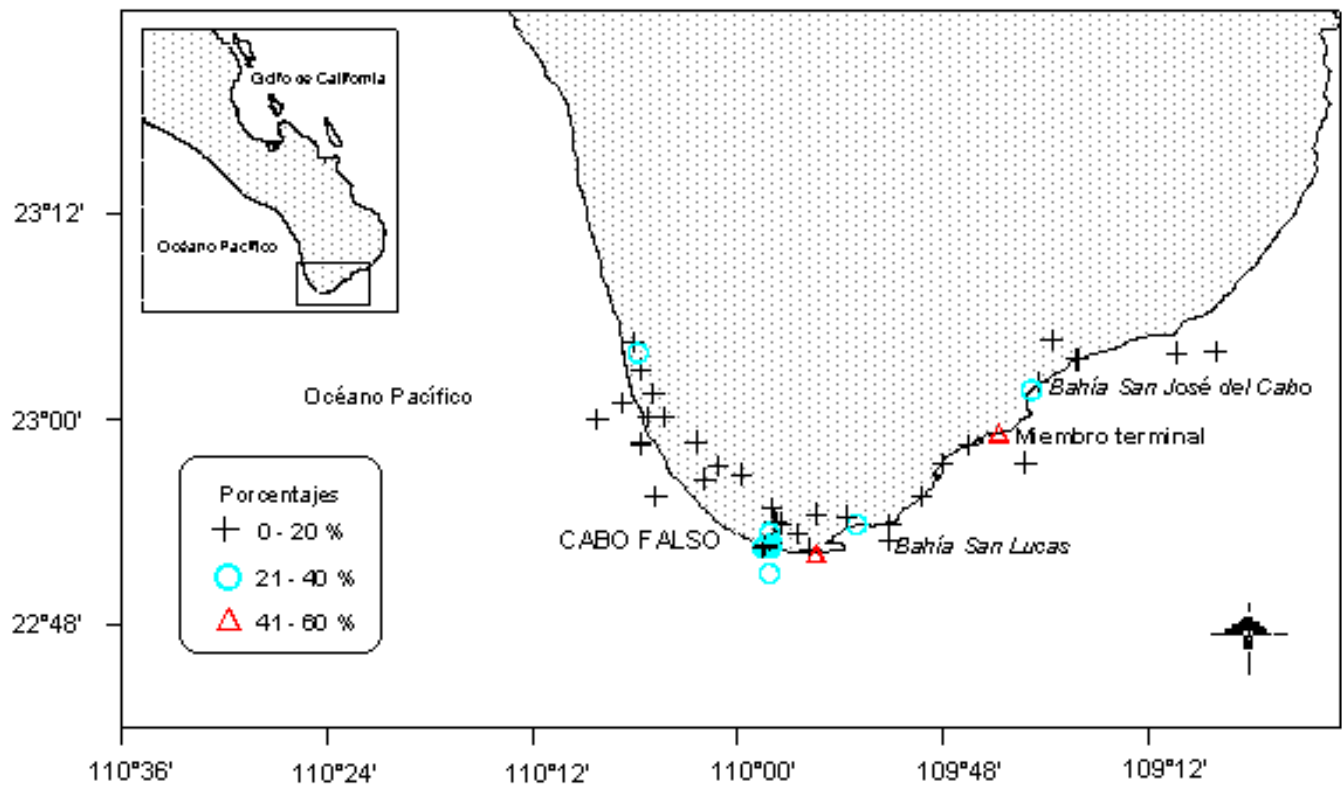 Golfo de California
Océano Pacífico
23°12'
23°00'
22°48'
Océano Pacífico
Bahía San José del Cabo
Miembro terminal
CABO FALSO
Bahía San Lucas
Porcentajes
0 - 20 %
21 - 40 %
41 - 60 %
110°36'
110°24'
110°12'
110°00'
109°48'
109°12'